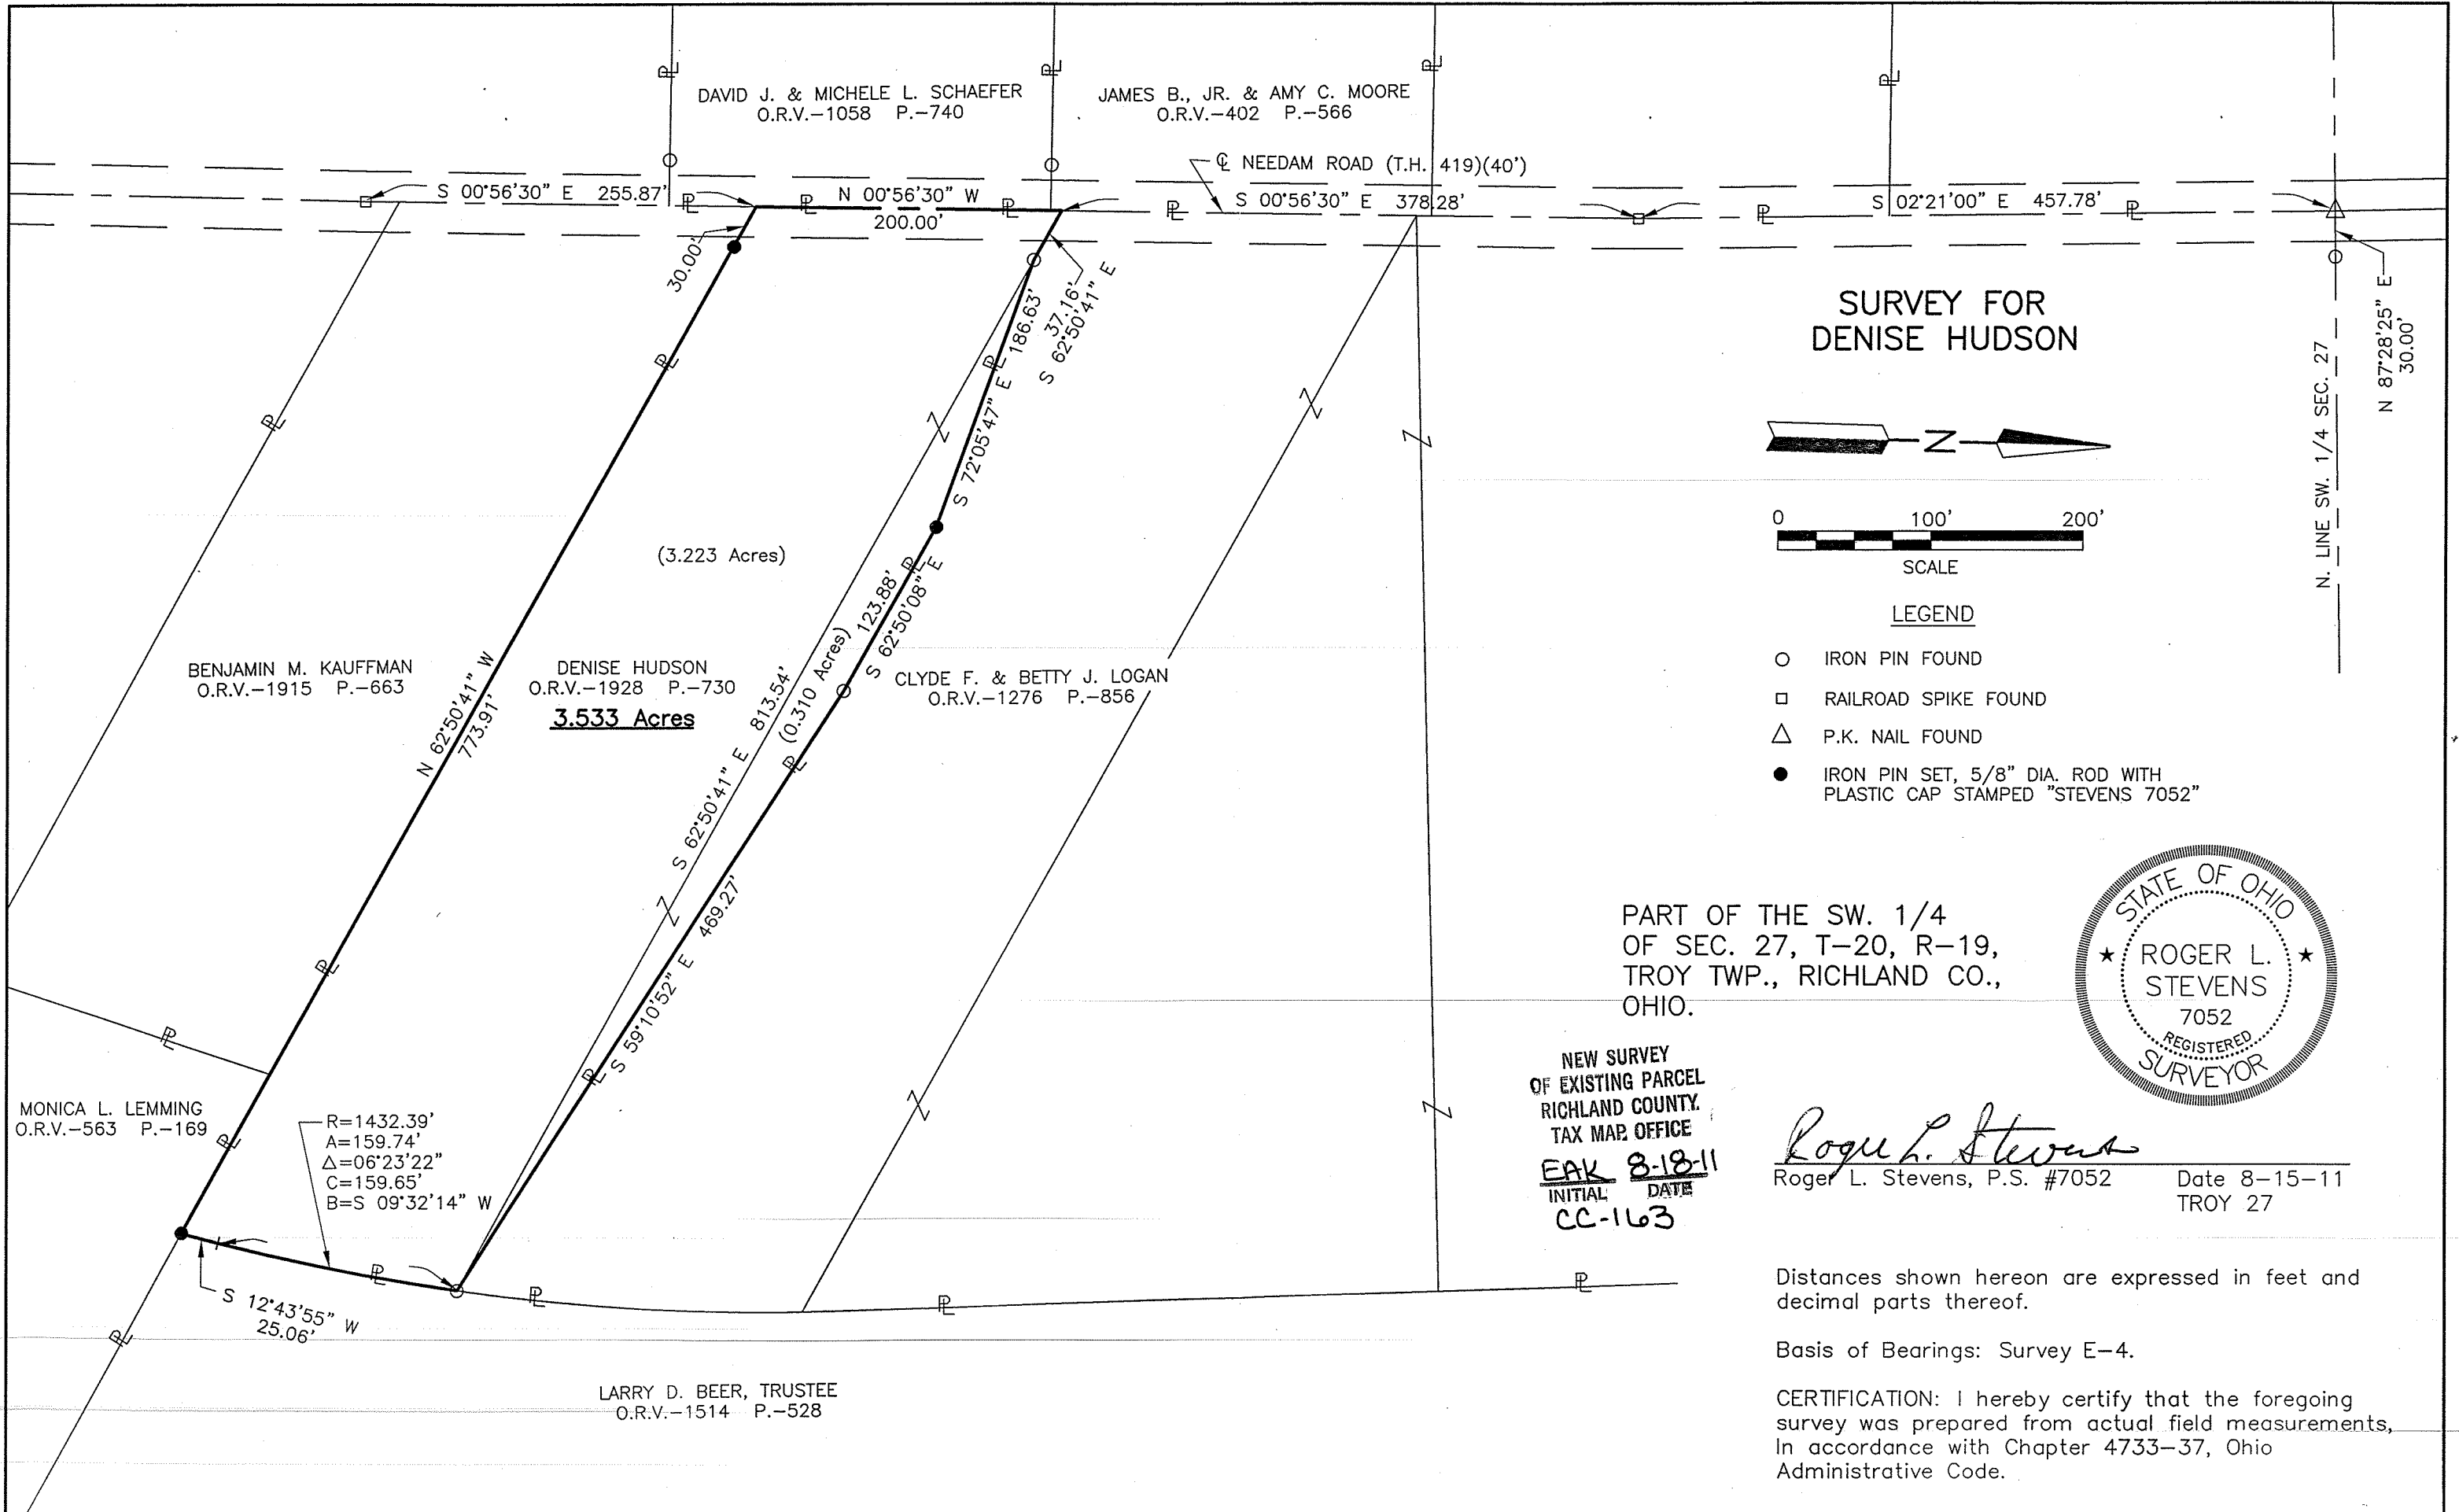 DAVID J. & MICHELE L. SCHAEFER
O.R.V.-1058 P.-740
JAMES B., JR. & AMY C. MOORE
O.R.V.-402 P.-566
℄ NEEDAM ROAD (T.H. 419)(40')
S 00°56'30" E 255.87'
N 00°56'30" W
200.00'
S 00°56'30" E 378.28'
S 02°21'00" E 457.78'
30.00'
37.16'
S 62°50'41" E
S 72°05'47" E 186.63'
N 87°28'25" E
30.00'
N. LINE SW. 1/4 SEC. 27
SURVEY FOR
DENISE HUDSON
N
0 100' 200'
SCALE
LEGEND
IRON PIN FOUND
RAILROAD SPIKE FOUND
P.K. NAIL FOUND
IRON PIN SET, 5/8" DIA. ROD WITH
PLASTIC CAP STAMPED "STEVENS 7052"
(3.223 Acres)
123.88'
S 62°50'08" E
(0.310 Acres)
S 62°50'41" E 813.54'
BENJAMIN M. KAUFFMAN
O.R.V.-1915 P.-663
N 62°50'41" W
773.91'
DENISE HUDSON
O.R.V.-1928 P.-730
3.533 Acres
CLYDE F. & BETTY J. LOGAN
O.R.V.-1276 P.-856
S 59°10'52" E 469.27'
MONICA L. LEMMING
O.R.V.-563 P.-169
R=1432.39'
A=159.74'
△=06°23'22"
C=159.65'
B=S 09°32'14" W
S 12°43'55" W
25.06'
LARRY D. BEER, TRUSTEE
O.R.V.-1514 P.-528
PART OF THE SW. 1/4
OF SEC. 27, T-20, R-19,
TROY TWP., RICHLAND CO.,
OHIO.
STATE OF OHIO
ROGER L.
STEVENS
7052
REGISTERED
SURVEYOR
NEW SURVEY
OF EXISTING PARCEL
RICHLAND COUNTY.
TAX MAP. OFFICE
EAK 8-18-11
INITIAL DATE
CC-163
Roger L. Stevens
Roger L. Stevens, P.S. #7052 Date 8-15-11
TROY 27
Distances shown hereon are expressed in feet and
decimal parts thereof.
Basis of Bearings: Survey E-4.
CERTIFICATION: I hereby certify that the foregoing
survey was prepared from actual field measurements,
In accordance with Chapter 4733-37, Ohio
Administrative Code.